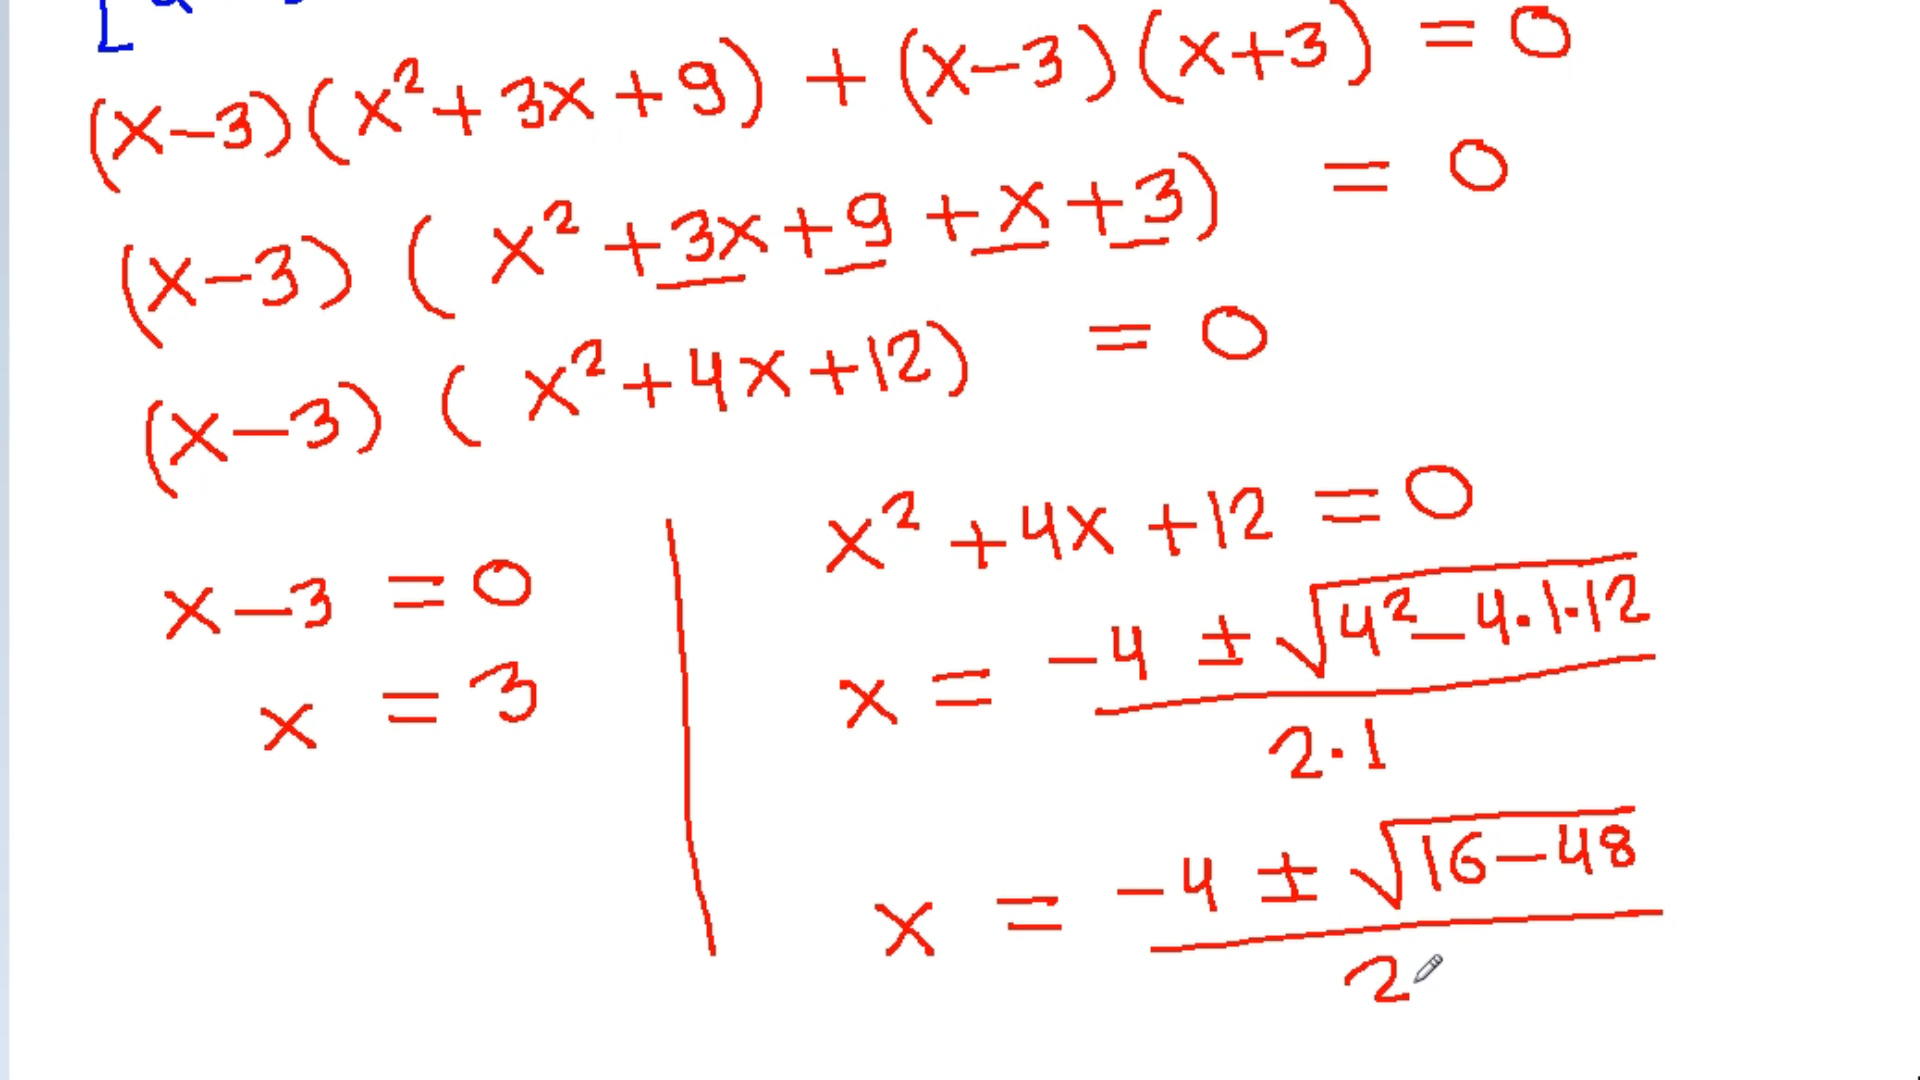 (x-3)(x²+3x+9) + (x-3)(x+3) = 0
(x-3) (x²+3x+9+x+3) = 0
(x-3) (x²+4x+12) = 0
x-3 = 0
x = 3
x²+4x+12 = 0
x = (-4 ± √(4²-4·1·12)) / (2·1)
x = (-4 ± √(16-48)) / 2